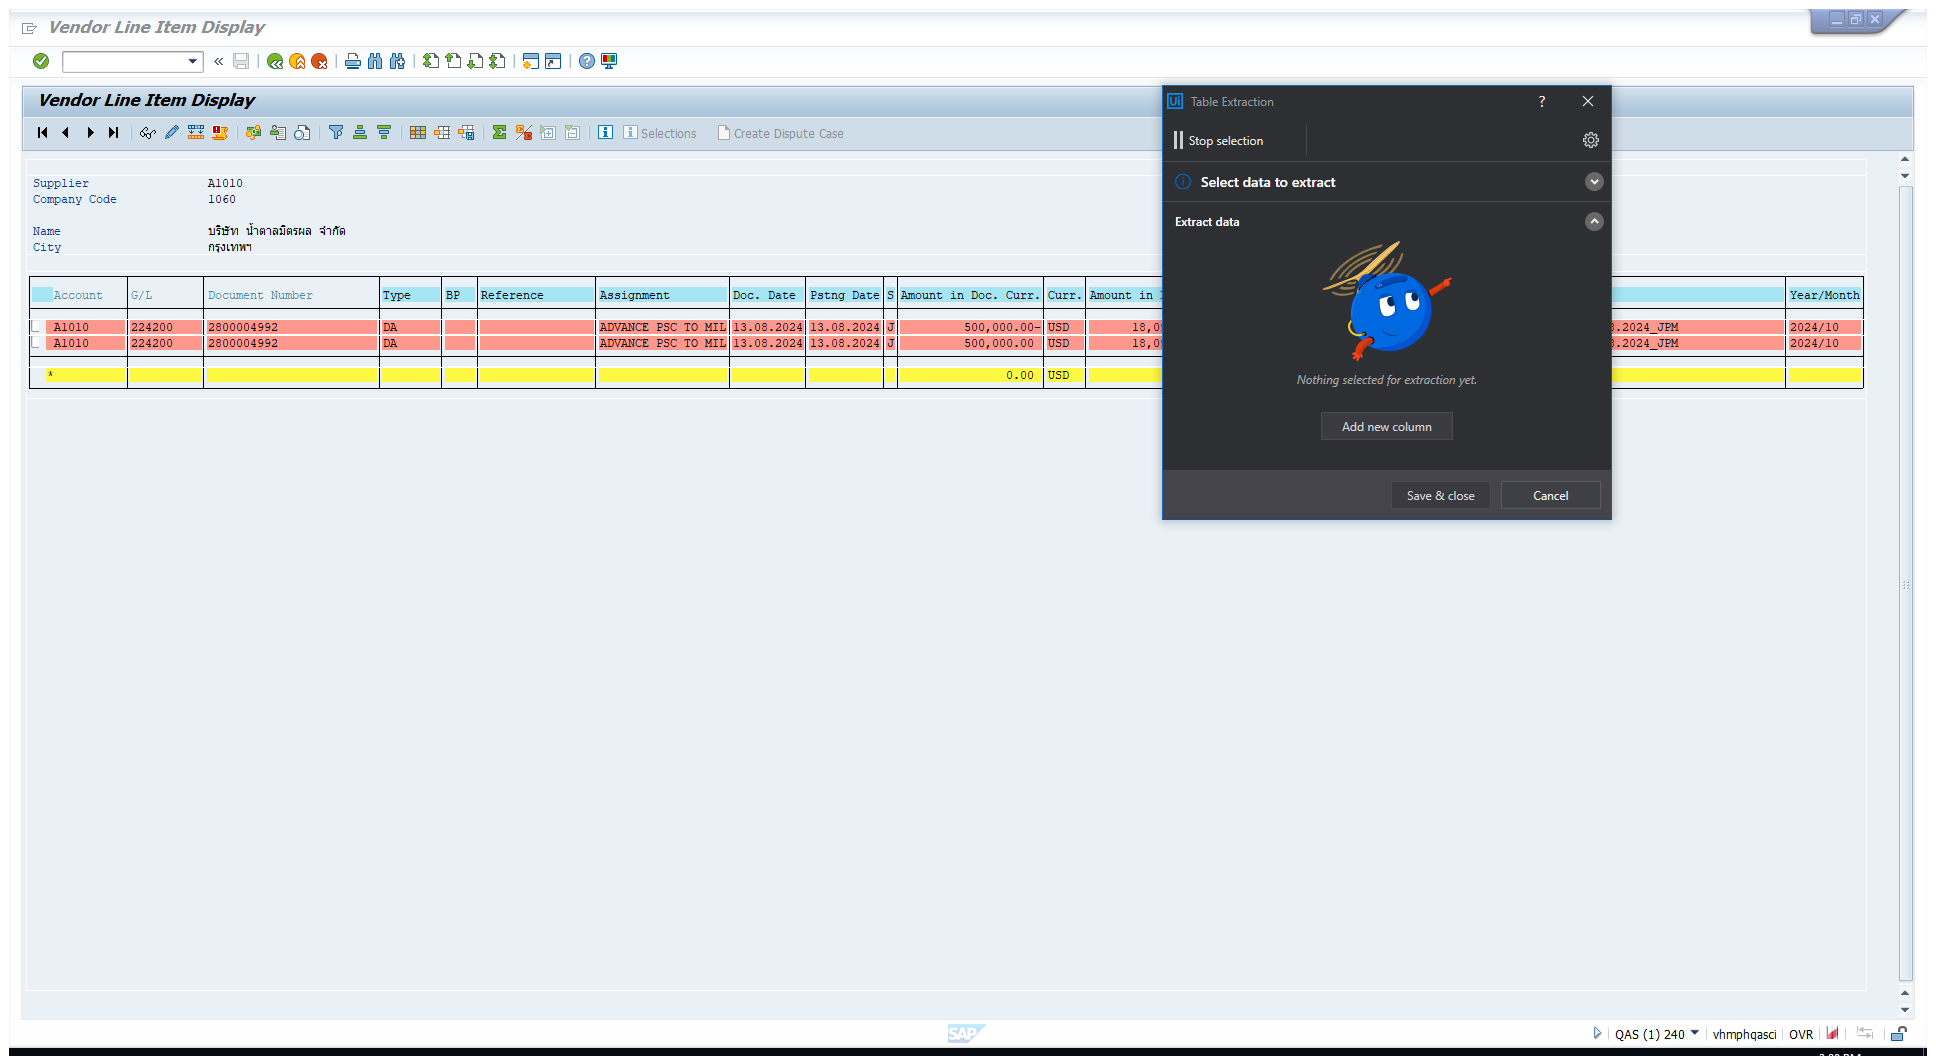 Vendor Line Item Display
Vendor Line Item Display
Selections
Create Dispute Case
Supplier A1010
Company Code 1060
Name บริษัท น้ำตาลมิตรผล จำกัด
City กรุงเทพฯ
Account G/L Document Number Type BP Reference Assignment Doc. Date Pstng Date S Amount in Doc. Curr. Curr. Amount in Year/Month
A1010 224200 2800004992 DA ADVANCE PSC TO MIL 13.08.2024 13.08.2024 J 500,000.00- USD 18,0 .2024_JPM 2024/10
A1010 224200 2800004992 DA ADVANCE PSC TO MIL 13.08.2024 13.08.2024 J 500,000.00 USD 18,0 .2024_JPM 2024/10
* 0.00 USD
Ui Table Extraction ?
Stop selection
Select data to extract
Extract data
Nothing selected for extraction yet.
Add new column
Save & close Cancel
SAP
QAS (1) 240 vhmphqasci OVR